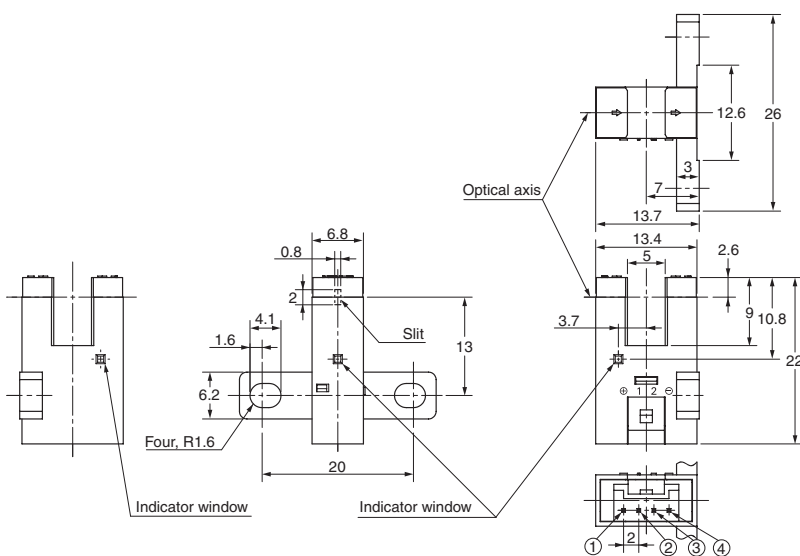 12.6
26
3
7
Optical axis
13.7
6.8
13.4
0.8
5
2.6
2
4.1
3.7
9
10.8
1.6
Slit
13
22
6.2
⊕ 1 2 ⊖
Four, R1.6
20
Indicator window
Indicator window
① 2 ② ③ ④